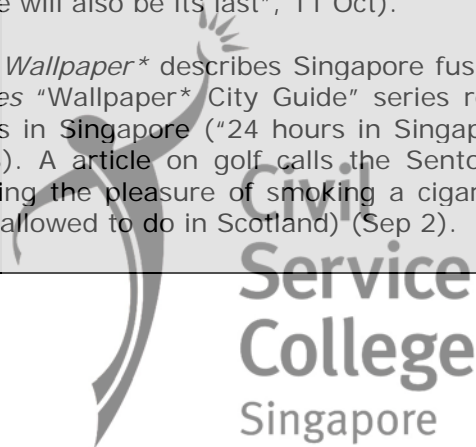 e will also be its last", 11 Oct).
Wallpaper* describes Singapore fus
es "Wallpaper* City Guide" series r
s in Singapore ("24 hours in Singap
). A article on golf calls the Sento
ing the pleasure of smoking a cigar
allowed to do in Scotland) (Sep 2).
Civil
Service
College
Singapore